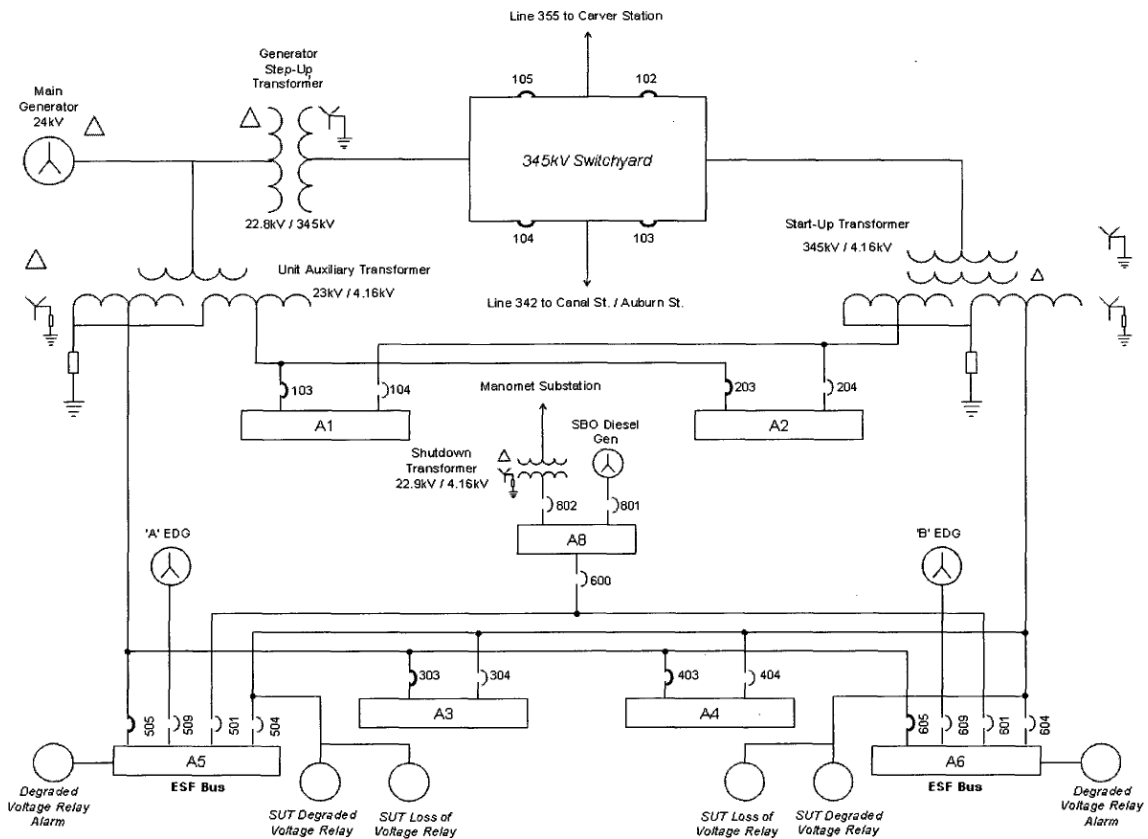 Line 355 to Carver Station
Generator
Step-Up
Transformer
105
102
Main
Generator
24kV
345kV Switchyard
22.8kV / 345kV
104
103
Start-Up Transformer
345kV / 4.16kV
Unit Auxiliary Transformer
23kV / 4.16kV
Line 342 to Canal St. / Auburn St.
103
104
Manomet Substation
203
204
A1
A2
SBO Diesel
Gen
Shutdown
Transformer
22.9kV / 4.16kV
802
801
'A' EDG
A8
'B' EDG
600
303
304
403
404
A3
A4
505
509
501
504
605
609
601
604
A5
A6
ESF Bus
ESF Bus
Degraded
Voltage Relay
Alarm
SUT Degraded
Voltage Relay
SUT Loss of
Voltage Relay
SUT Loss of
Voltage Relay
SUT Degraded
Voltage Relay
Degraded
Voltage Relay
Alarm